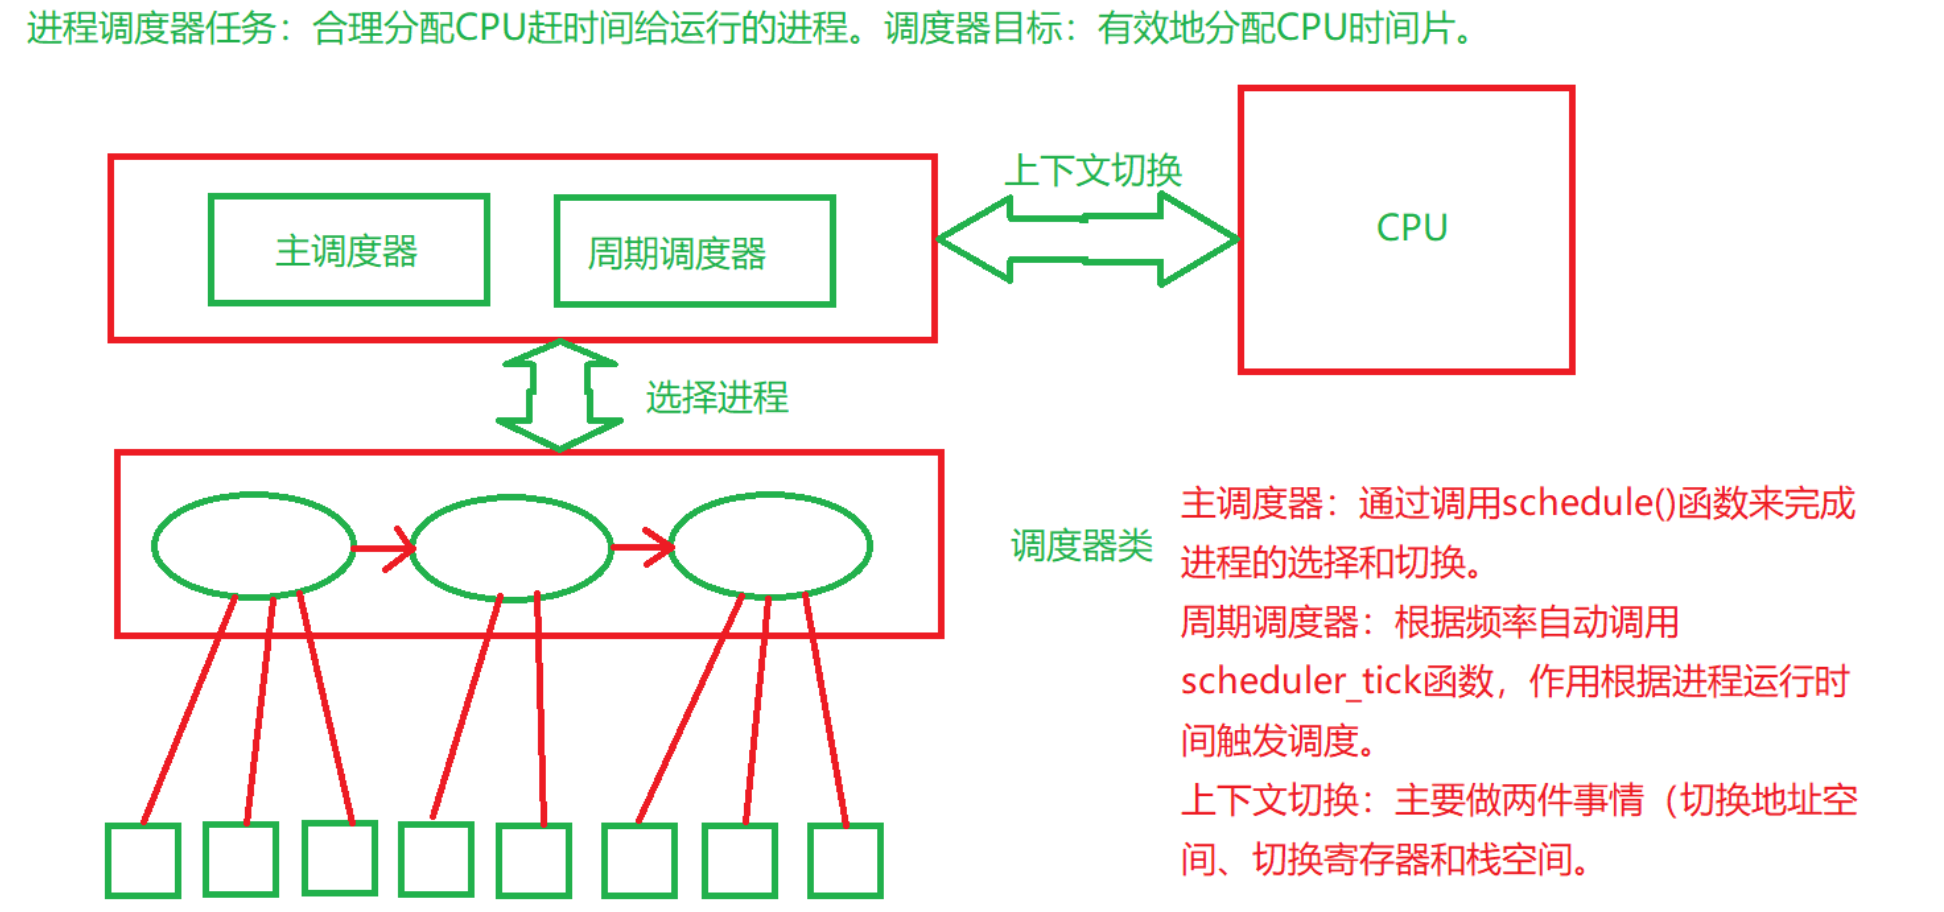 进程调度器任务：合理分配CPU赶时间给运行的进程。调度器目标：有效地分配CPU时间片。
上下文切换
CPU
主调度器
周期调度器
选择进程
调度器类
主调度器：通过调用schedule()函数来完成
进程的选择和切换。
周期调度器：根据频率自动调用
scheduler_tick函数，作用根据进程运行时
间触发调度。
上下文切换：主要做两件事情（切换地址空
间、切换寄存器和栈空间。